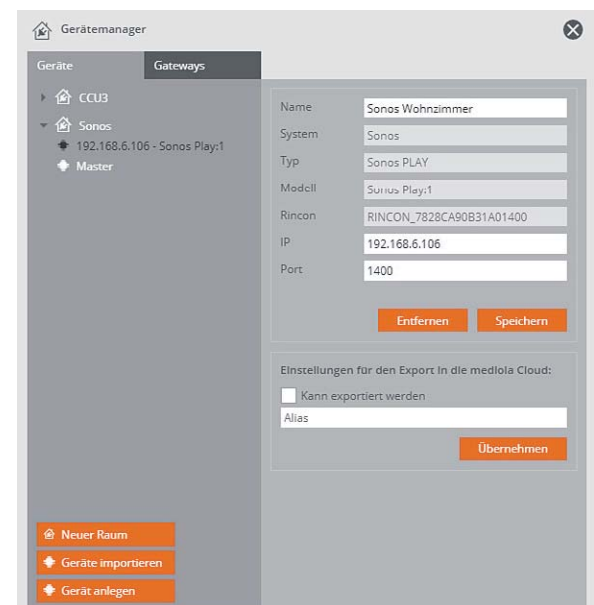 Gerätemanager
Geräte Gateways
CCU3
Sonos
192.168.6.106 - Sonos Play:1
Master
Name Sonos Wohnzimmer
System Sonos
Typ Sonos PLAY
Modell Sonos Play:1
Rincon RINCON_7828CA90B31A01400
IP 192.168.6.106
Port 1400
Entfernen Speichern
Einstellungen für den Export in die mediola Cloud:
Kann exportiert werden
Alias
Übernehmen
Neuer Raum
Geräte importieren
Gerät anlegen